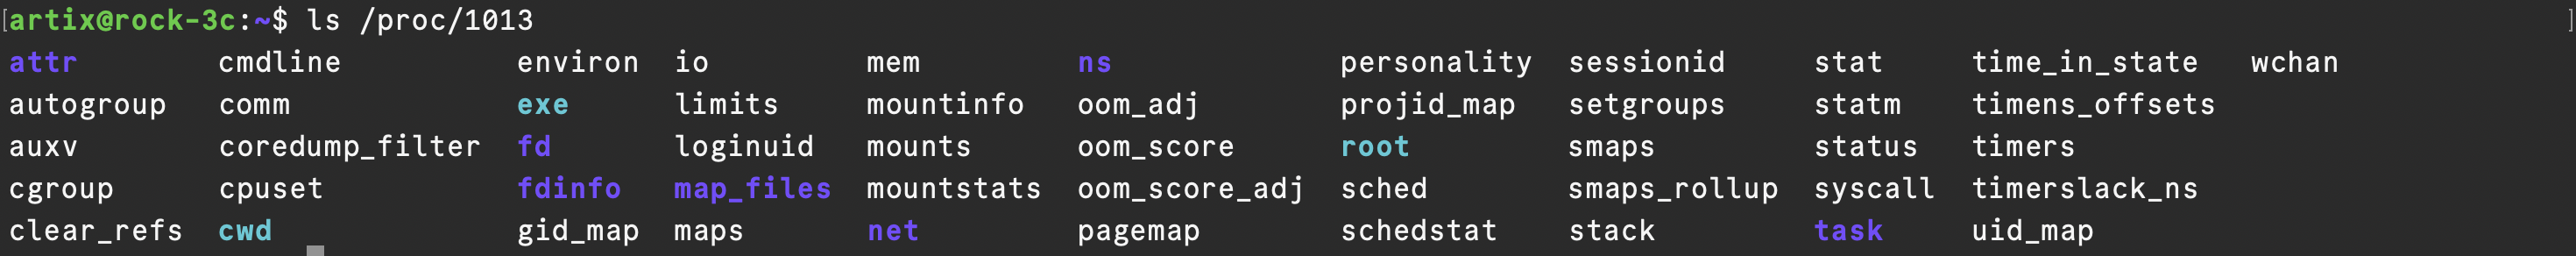 [artix@rock-3c:~$ ls /proc/1013 ]
attr cmdline environ io mem ns personality sessionid stat time_in_state wchan
autogroup comm exe limits mountinfo oom_adj projid_map setgroups statm timens_offsets
auxv coredump_filter fd loginuid mounts oom_score root smaps status timers
cgroup cpuset fdinfo map_files mountstats oom_score_adj sched smaps_rollup syscall timerslack_ns
clear_refs cwd gid_map maps net pagemap schedstat stack task uid_map